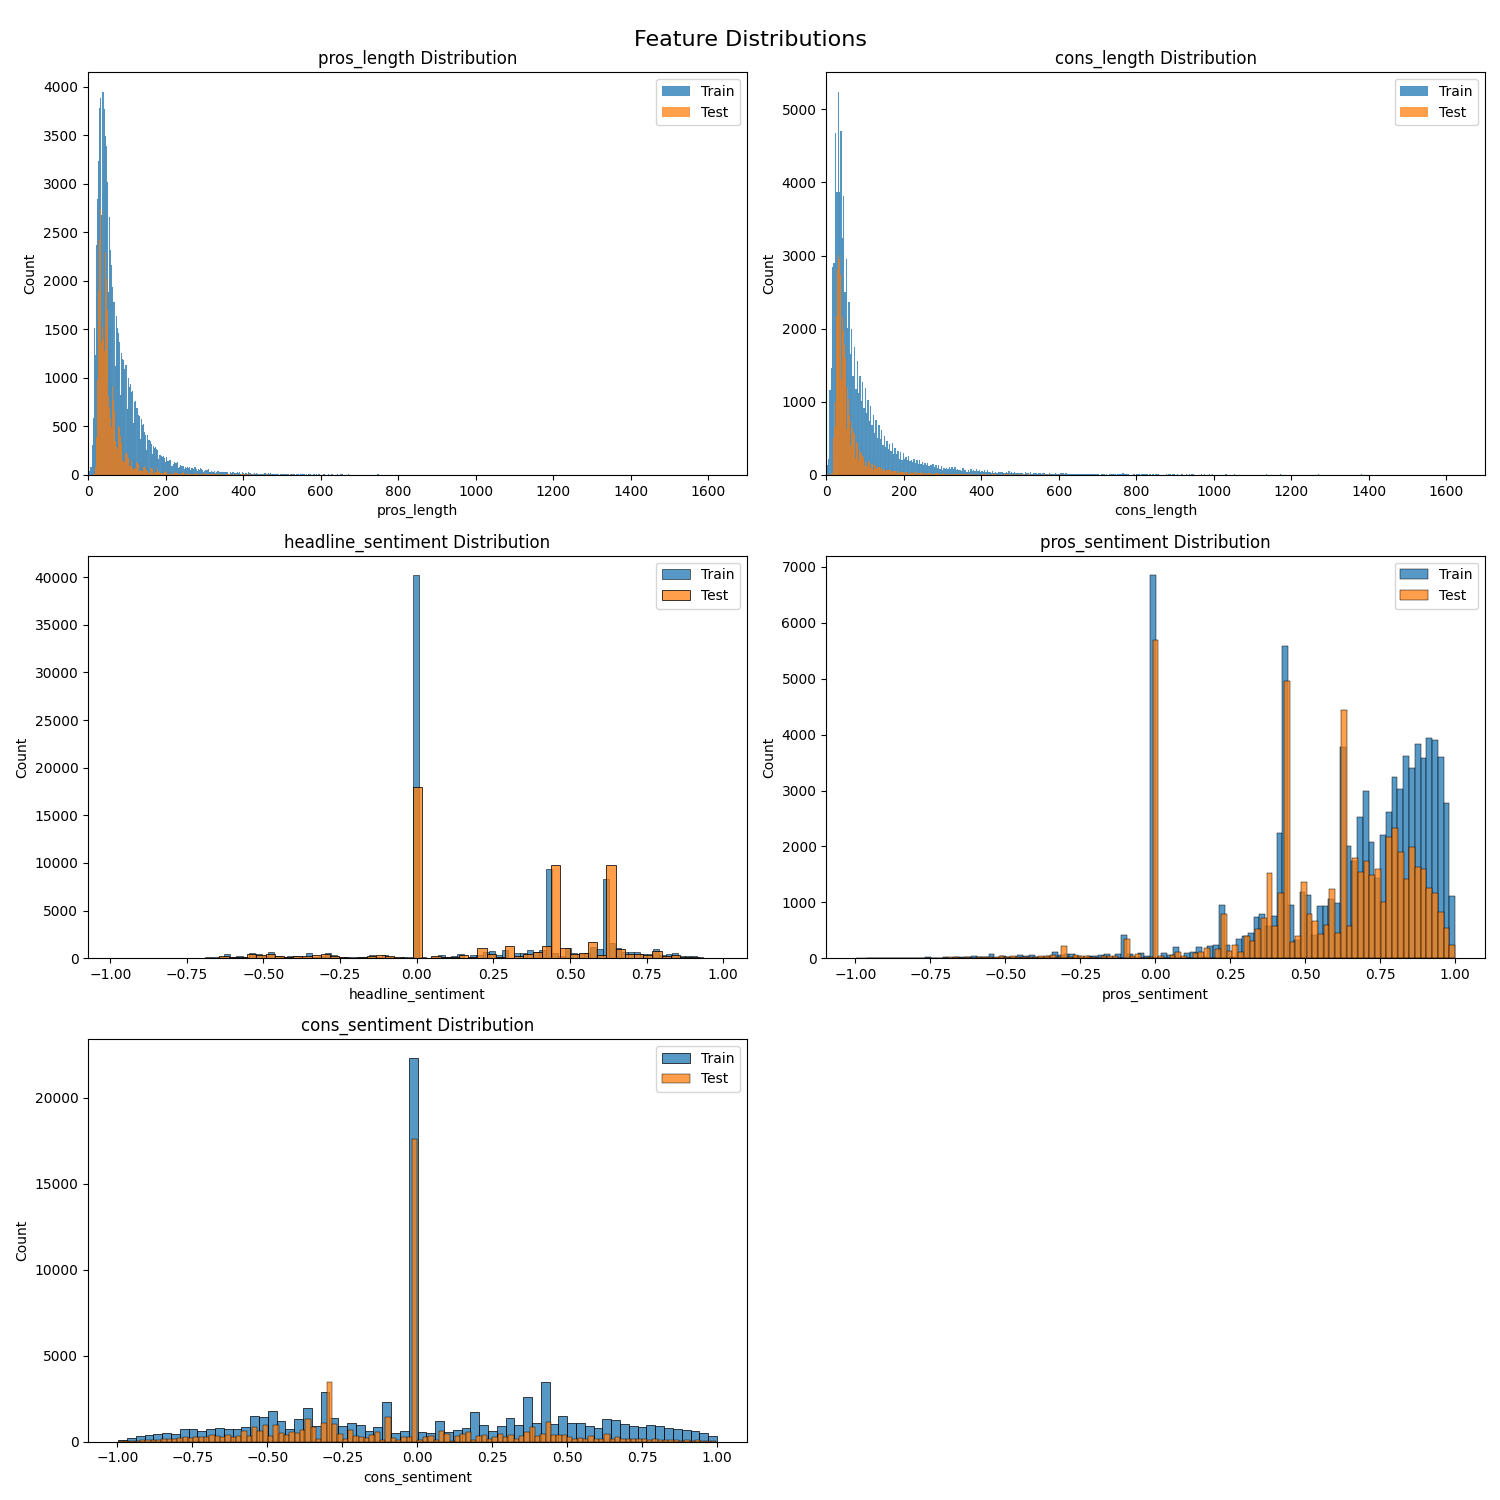 Feature Distributions
pros_length Distribution
Train
Test
Count
4000
3500
3000
2500
2000
1500
1000
500
0
0 200 400 600 800 1000 1200 1400 1600
pros_length
cons_length Distribution
Train
Test
Count
5000
4000
3000
2000
1000
0
0 200 400 600 800 1000 1200 1400 1600
cons_length
headline_sentiment Distribution
Train
Test
Count
40000
35000
30000
25000
20000
15000
10000
5000
0
−1.00 −0.75 −0.50 −0.25 0.00 0.25 0.50 0.75 1.00
headline_sentiment
pros_sentiment Distribution
Train
Test
Count
7000
6000
5000
4000
3000
2000
1000
0
−1.00 −0.75 −0.50 −0.25 0.00 0.25 0.50 0.75 1.00
pros_sentiment
cons_sentiment Distribution
Train
Test
Count
20000
15000
10000
5000
0
−1.00 −0.75 −0.50 −0.25 0.00 0.25 0.50 0.75 1.00
cons_sentiment